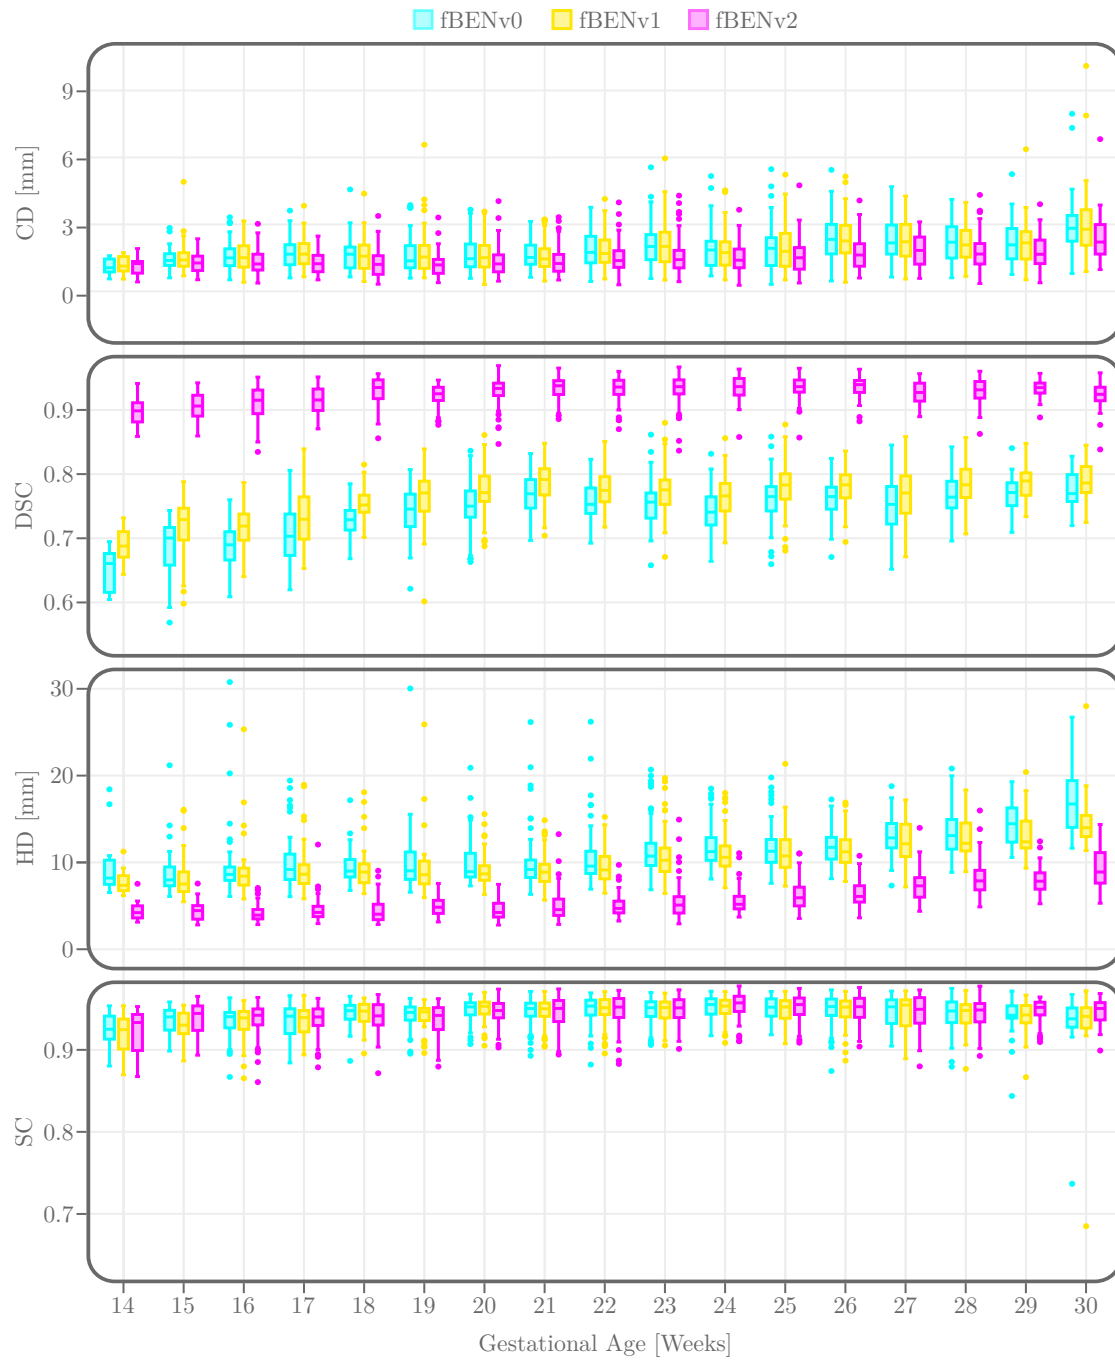 fBENv0 fBENv1 fBENv2
CD [mm]
9
6
3
0
DSC
0.9
0.8
0.7
0.6
HD [mm]
30
20
10
0
SC
0.9
0.8
0.7
14 15 16 17 18 19 20 21 22 23 24 25 26 27 28 29 30
Gestational Age [Weeks]